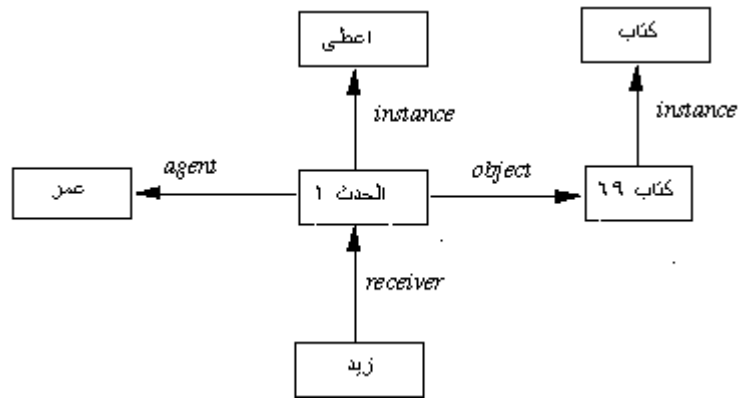 اعطى
كتاب
instance
instance
عمر
agent
الحدث ١
object
كتاب ٦٩
receiver
زيد